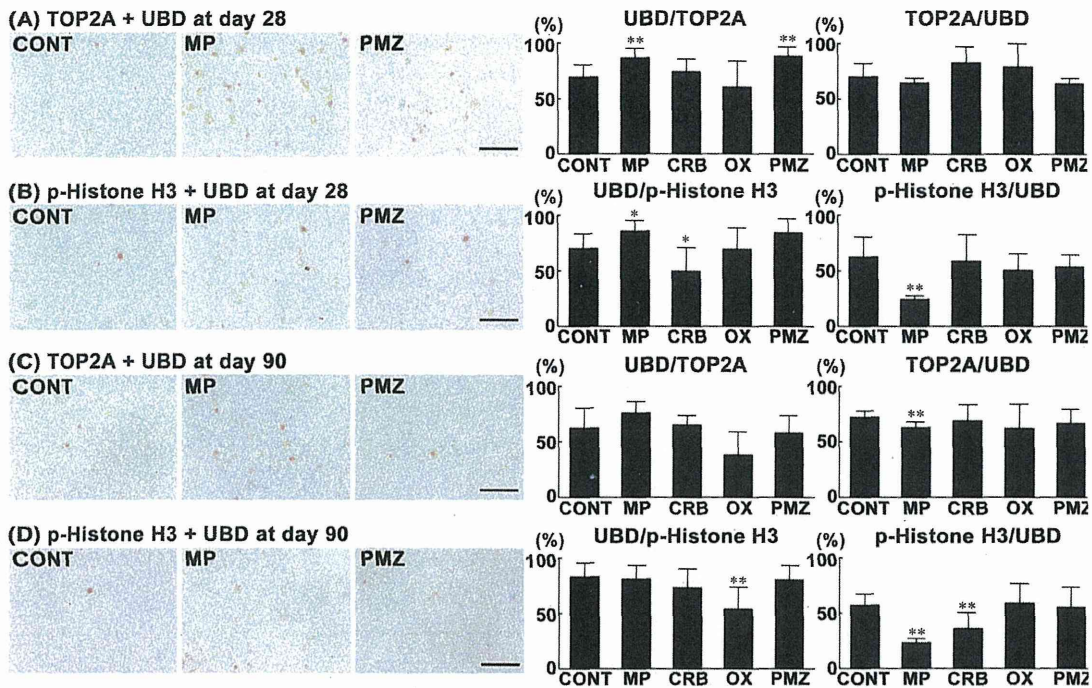 (A) TOP2A + UBD at day 28
CONT MP PMZ
(%) UBD/TOP2A
100
50
0
** **
CONT MP CRB OX PMZ
(%) TOP2A/UBD
100
50
0
CONT MP CRB OX PMZ
(B) p-Histone H3 + UBD at day 28
CONT MP PMZ
(%) UBD/p-Histone H3
100
50
0
* *
CONT MP CRB OX PMZ
(%) p-Histone H3/UBD
100
50
0
**
CONT MP CRB OX PMZ
(C) TOP2A + UBD at day 90
CONT MP PMZ
(%) UBD/TOP2A
100
50
0
CONT MP CRB OX PMZ
(%) TOP2A/UBD
100
50
0
**
CONT MP CRB OX PMZ
(D) p-Histone H3 + UBD at day 90
CONT MP PMZ
(%) UBD/p-Histone H3
100
50
0
**
CONT MP CRB OX PMZ
(%) p-Histone H3/UBD
100
50
0
** **
CONT MP CRB OX PMZ